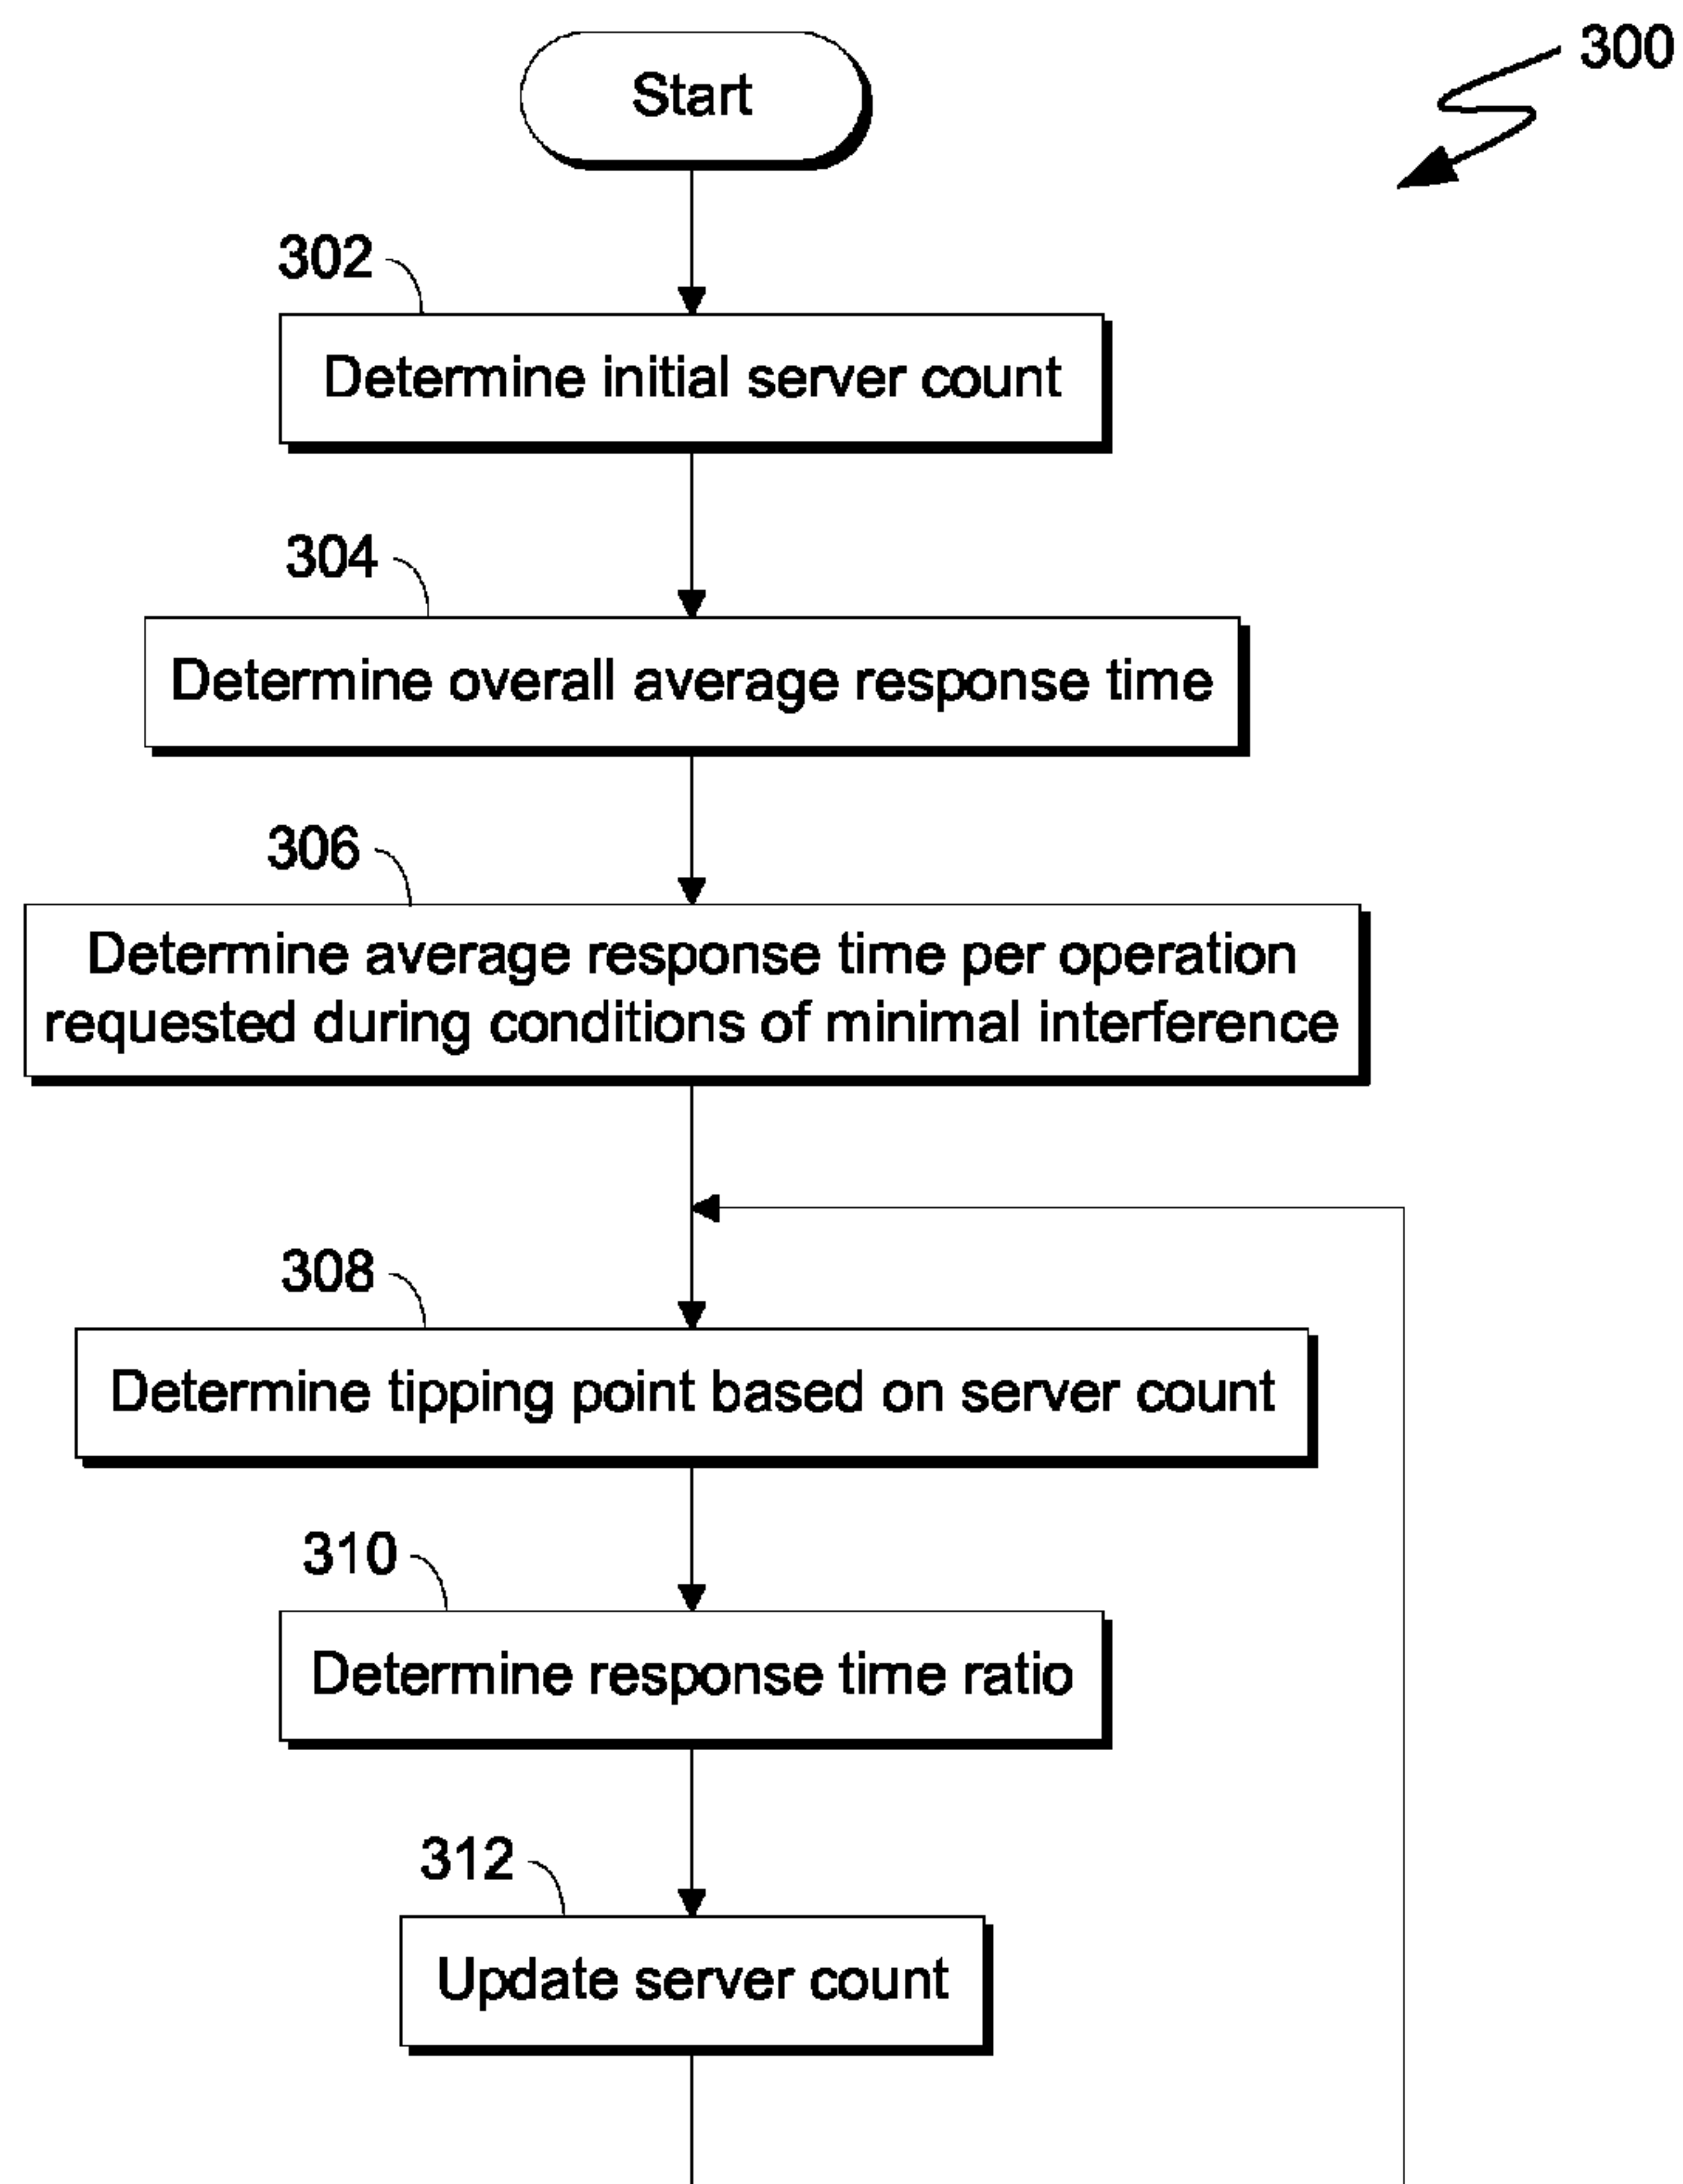 300
Start
302
Determine initial server count
304
Determine overall average response time
306
Determine average response time per operation
requested during conditions of minimal interference
308
Determine tipping point based on server count
310
Determine response time ratio
312
Update server count